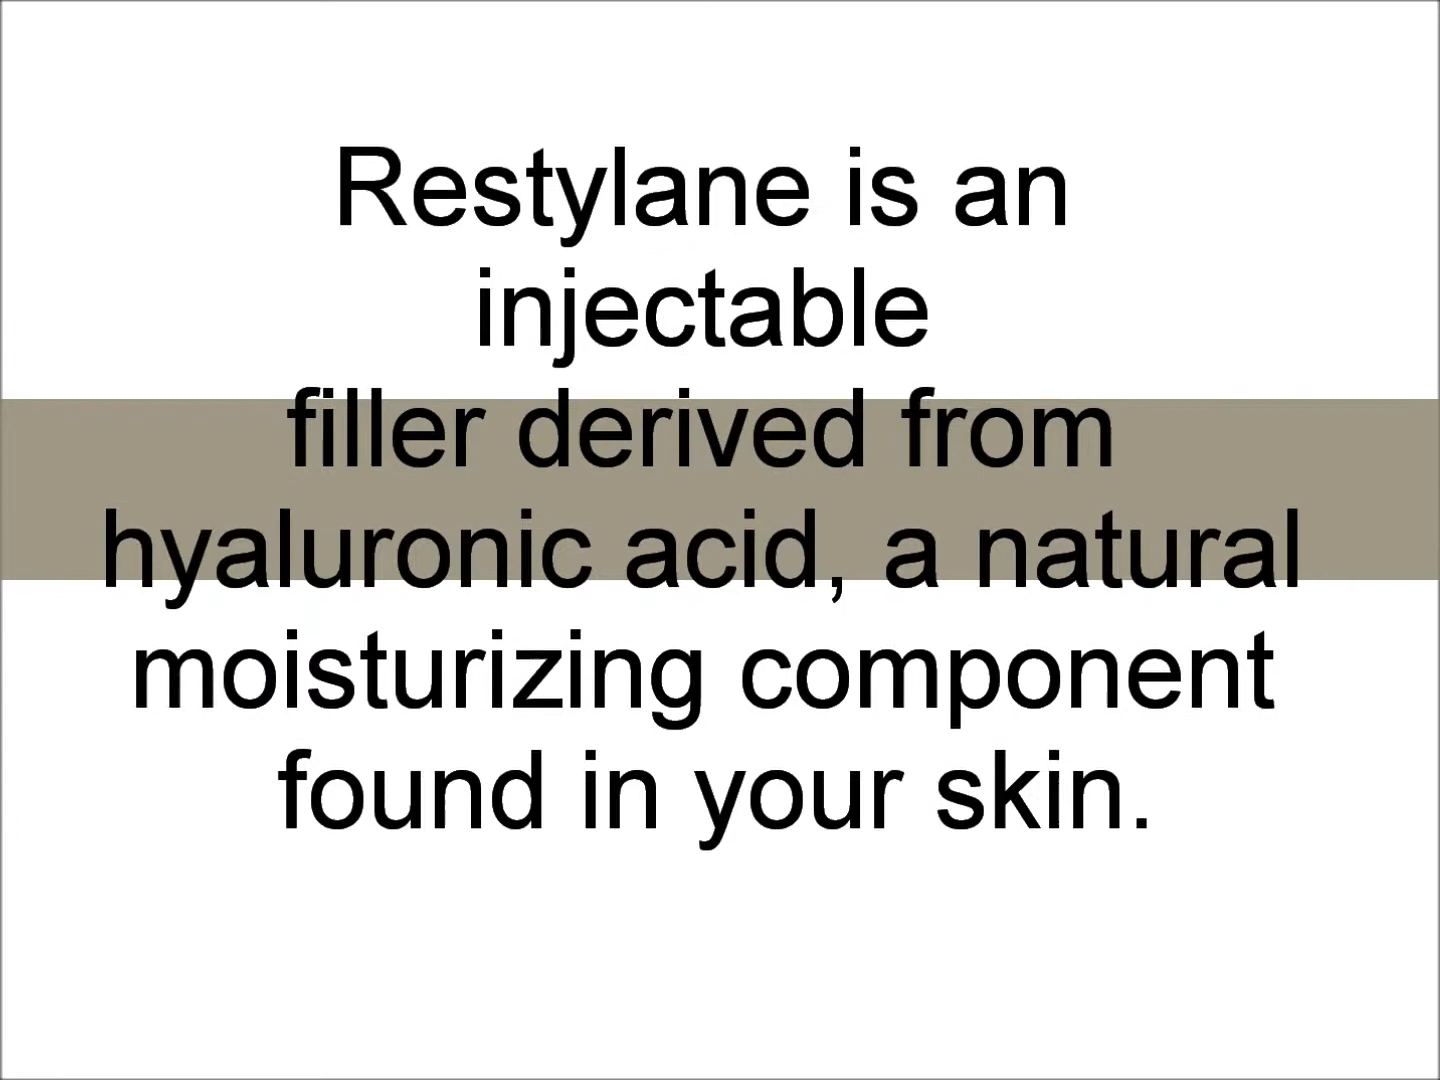 Restylane is an
injectable
filler derived from
hyaluronic acid, a natural
moisturizing component
found in your skin.